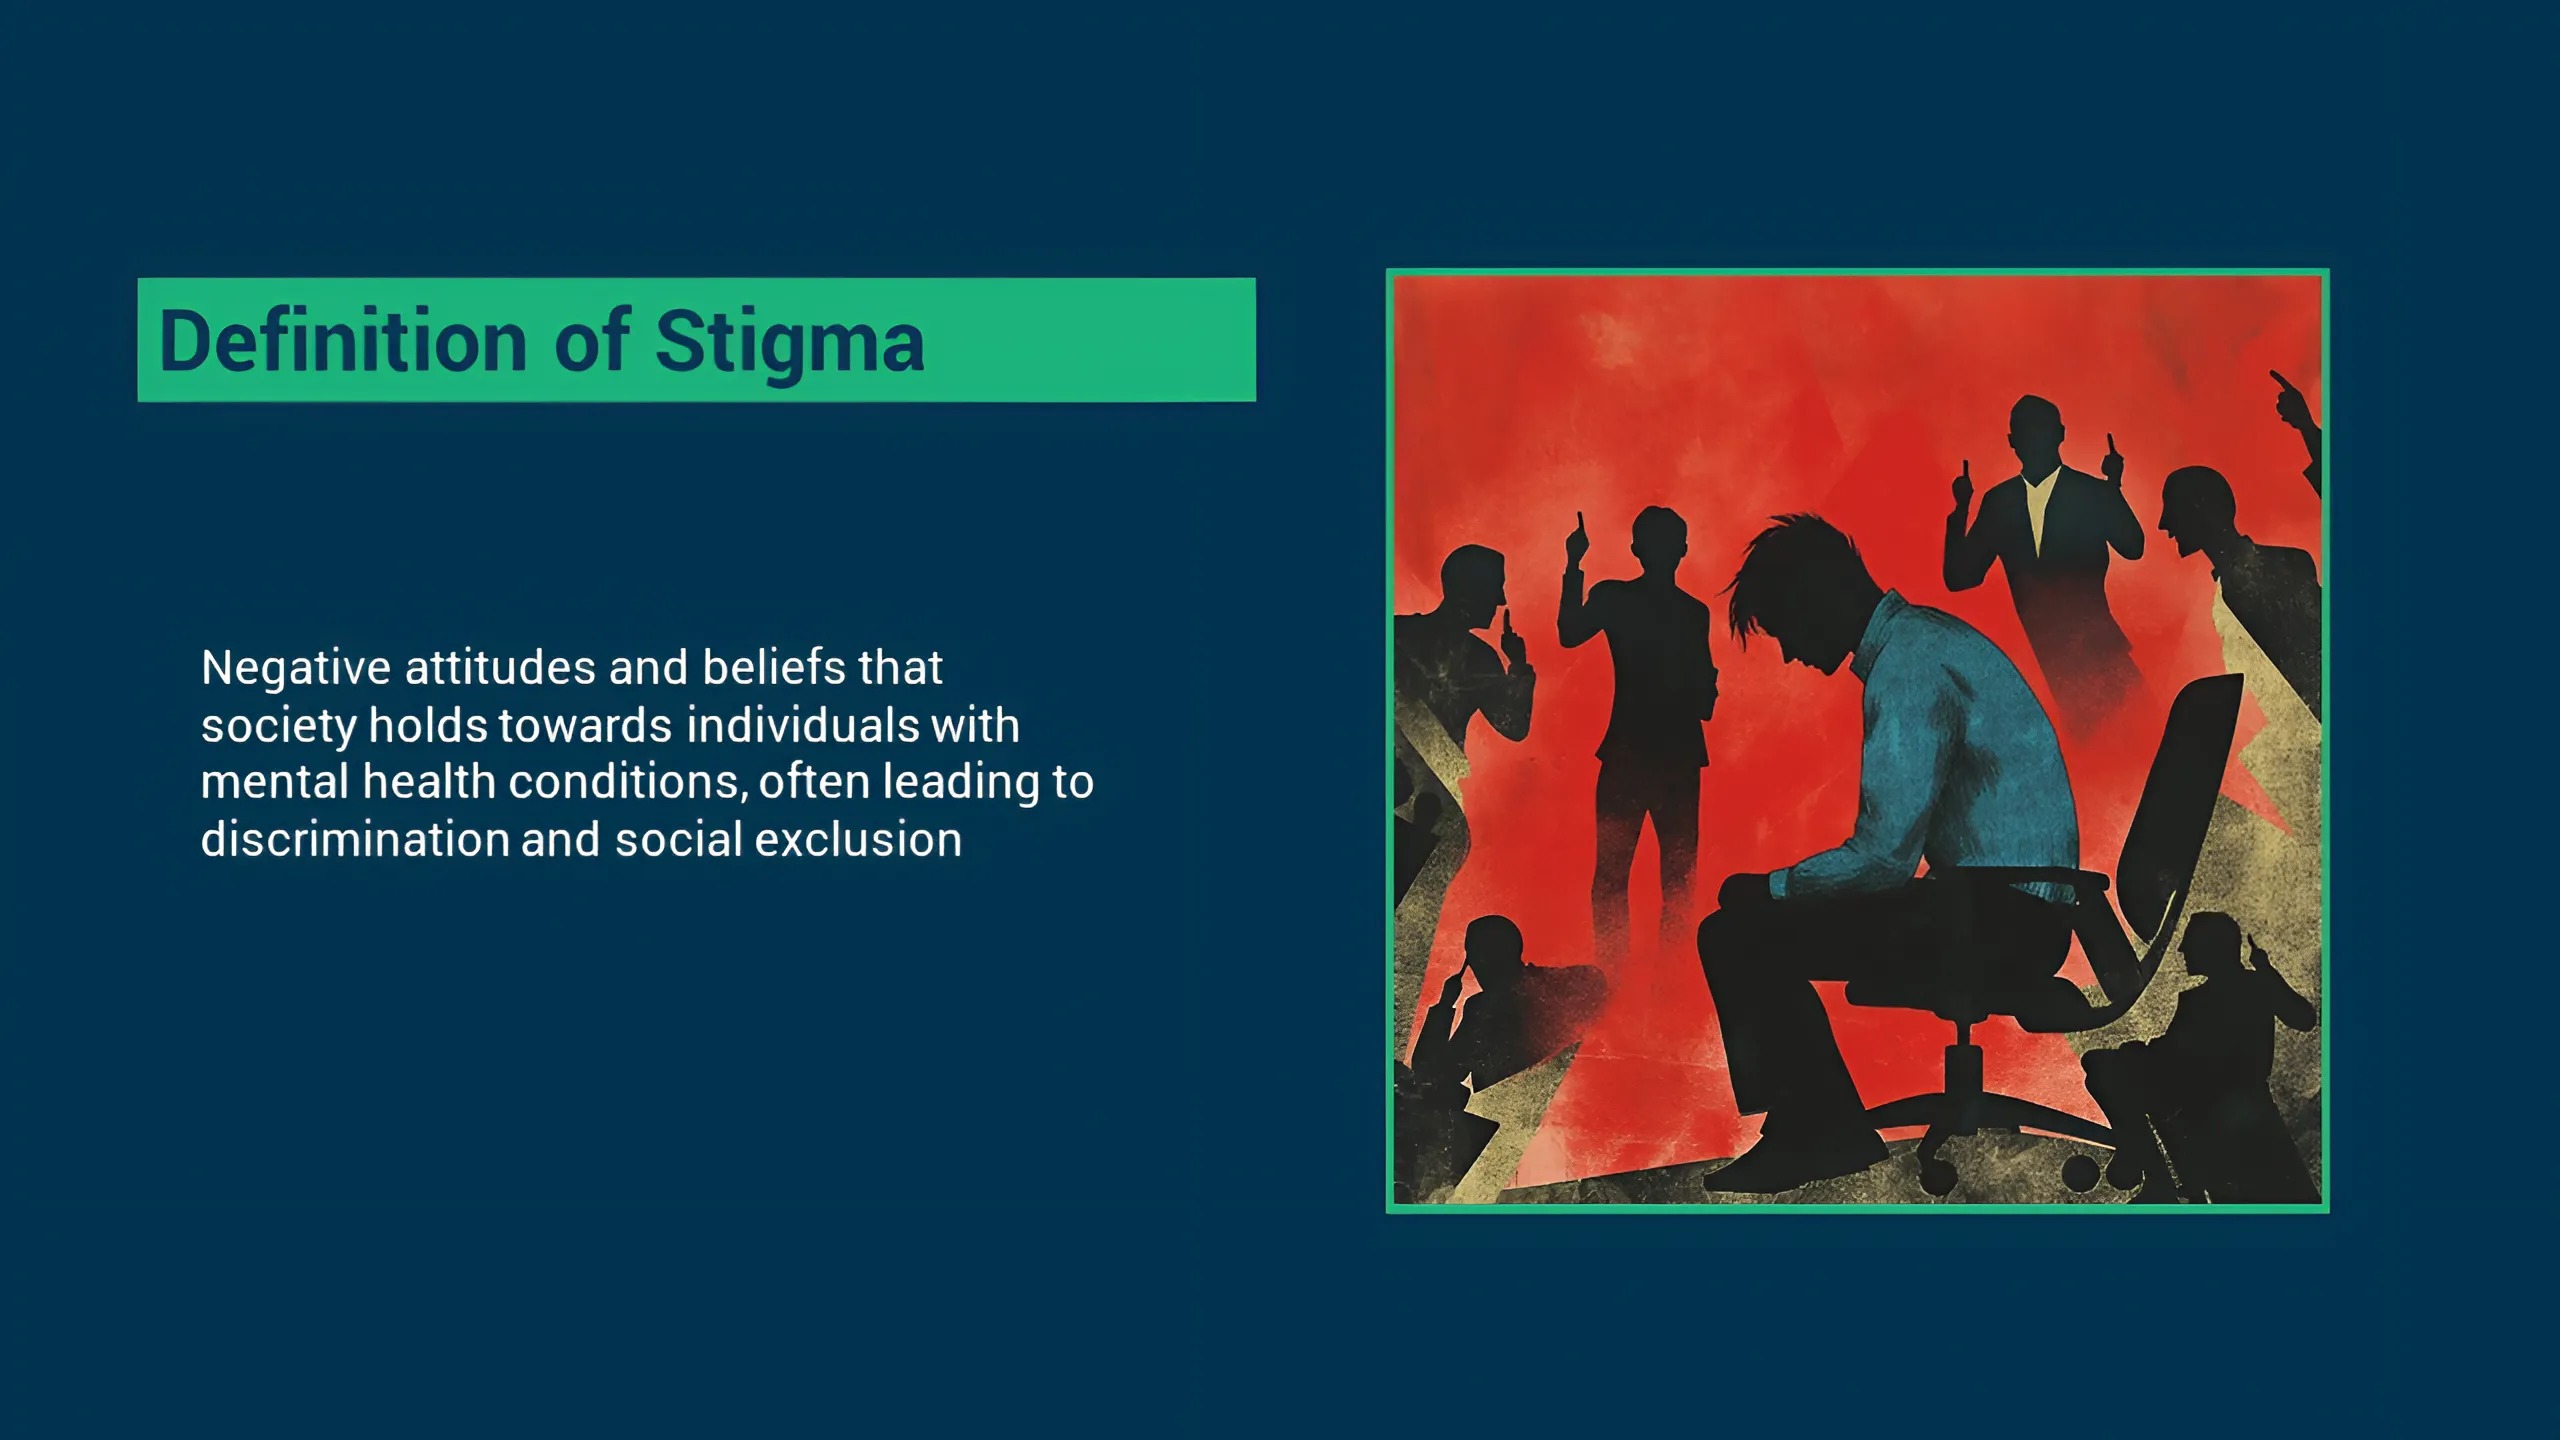 Definition of Stigma
Negative attitudes and beliefs that
society holds towards individuals with
mental health conditions, often leading to
discrimination and social exclusion